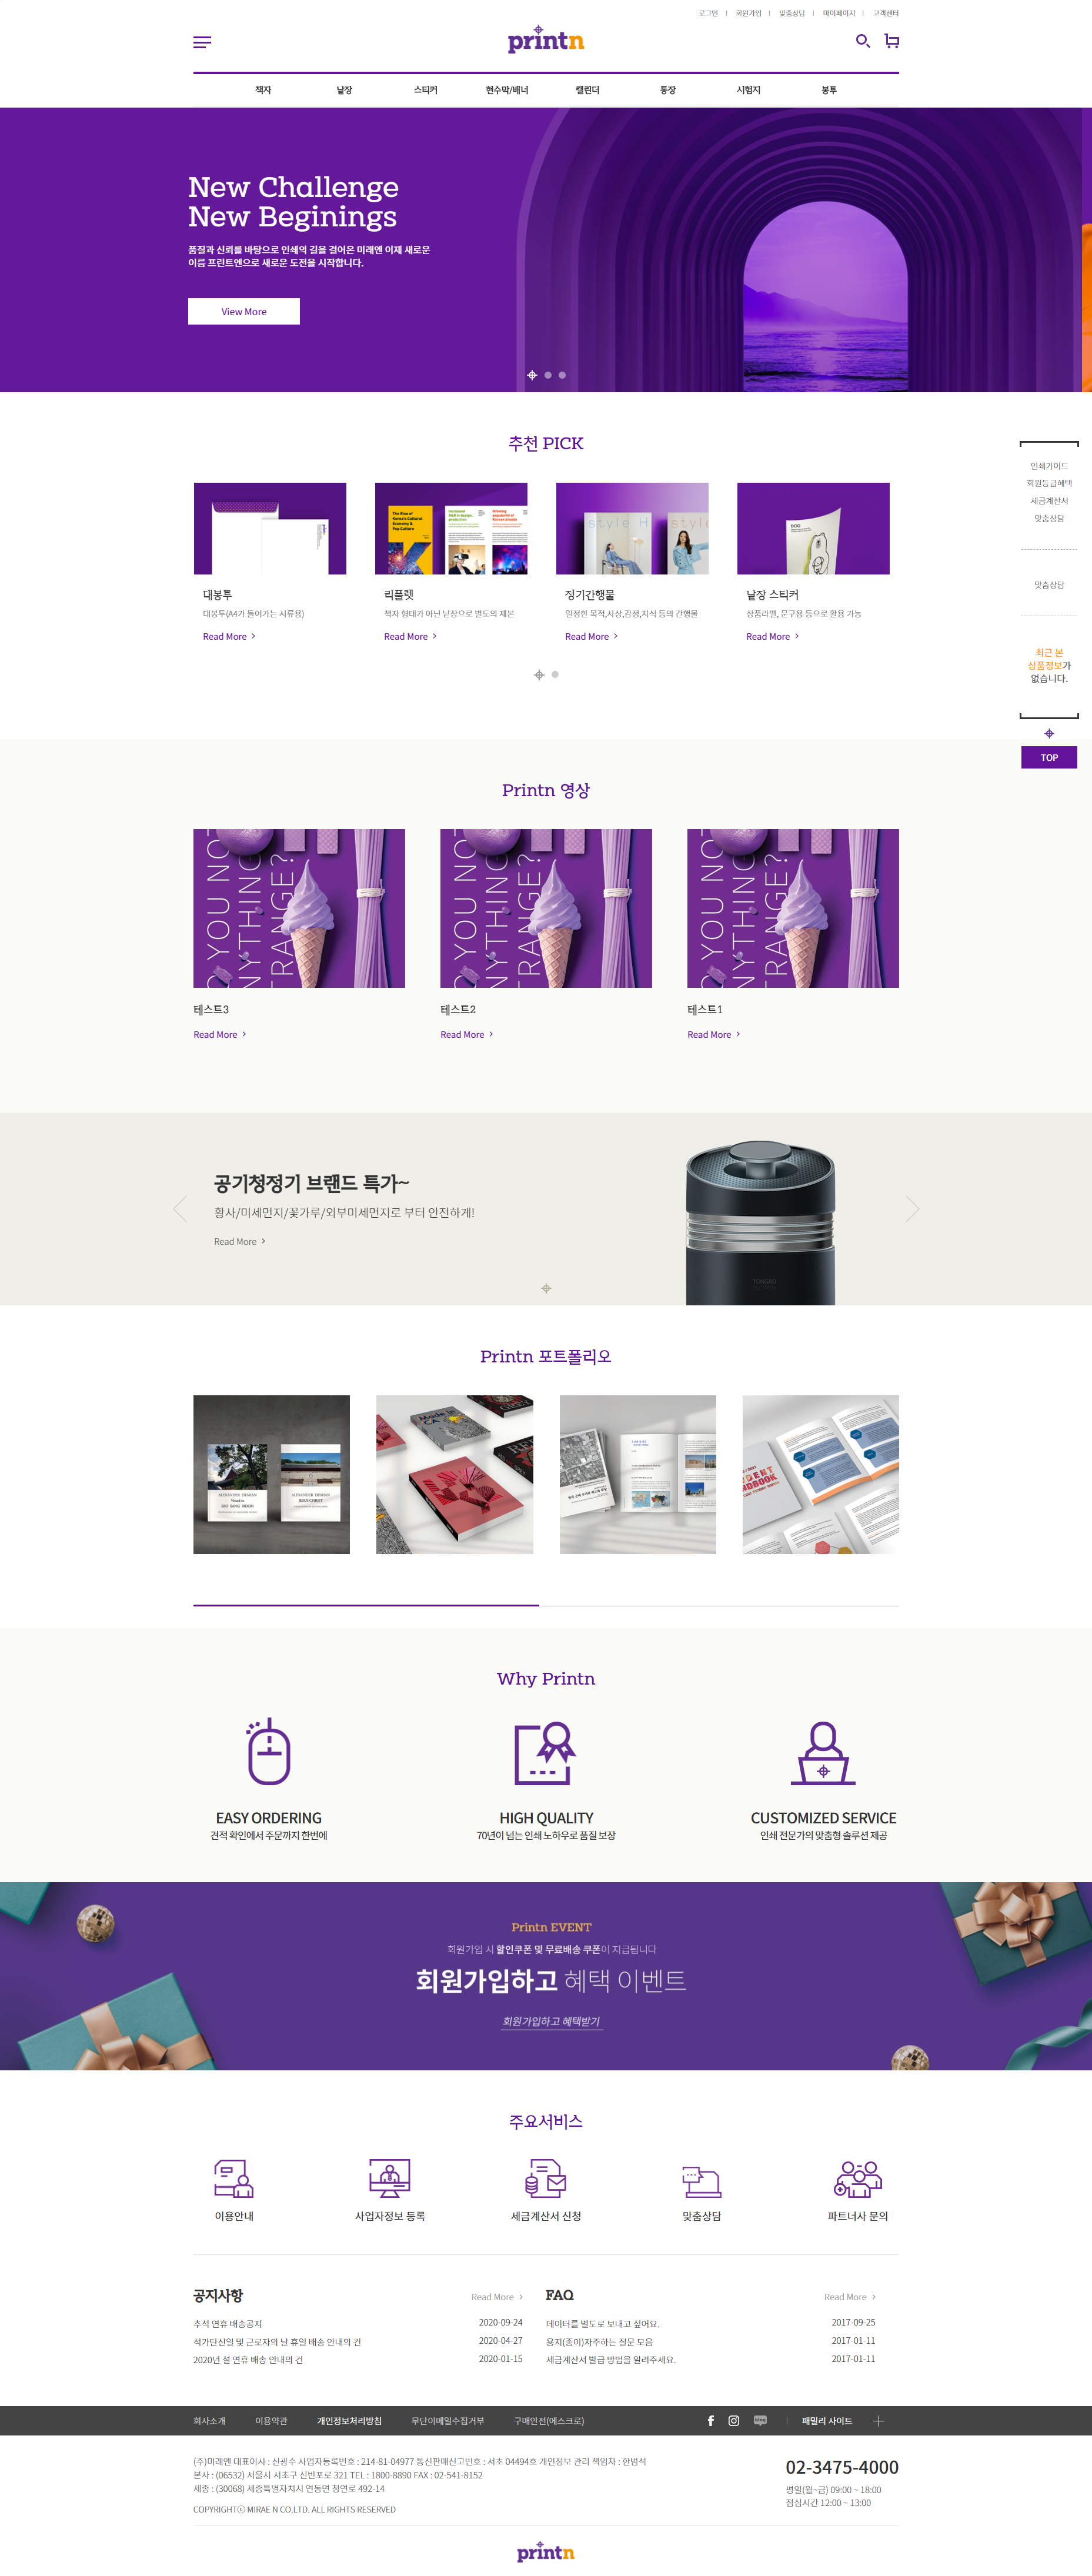 로그인 | 회원가입 | 맞춤상담 | 마이페이지 | 고객센터
printn
책자 낱장 스티커 현수막/배너 캘린더 통장 시험지 봉투
New Challenge
New Beginings
품질과 신뢰를 바탕으로 인쇄의 길을 걸어온 미래엔 이제 새로운
이름 프린트엔으로 새로운 도전을 시작합니다.
View More
추천 PICK
인쇄가이드
회원등급혜택
세금계산서
맞춤상담
맞춤상담
최근 본
상품정보가
없습니다.
TOP
The Rise of
Korea's Cultural
Economy &
Pop Culture
style H
style
DOG
대봉투
대봉투(A4가 들어가는 서류용)
Read More
리플렛
책자 형태가 아닌 낱장으로 별도의 제본
Read More
정기간행물
일정한 목적,사상,감정,지식 등의 간행물
Read More
낱장 스티커
상품라벨, 문구용 등으로 활용 가능
Read More
Printn 영상
YOU NO
NYTHING
TRANGE?
YOU NO
NYTHING
TRANGE?
YOU NO
NYTHING
TRANGE?
테스트3
Read More
테스트2
Read More
테스트1
Read More
공기청정기 브랜드 특가~
황사/미세먼지/꽃가루/외부미세먼지로 부터 안전하게!
Read More
Printn 포트폴리오
Why Printn
EASY ORDERING
견적 확인에서 주문까지 한번에
HIGH QUALITY
70년이 넘는 인쇄 노하우로 품질 보장
CUSTOMIZED SERVICE
인쇄 전문가의 맞춤형 솔루션 제공
Printn EVENT
회원가입 시 할인쿠폰 및 무료배송 쿠폰이 지급됩니다
회원가입하고 혜택 이벤트
회원가입하고 혜택받기
주요서비스
이용안내
사업자정보 등록
세금계산서 신청
맞춤상담
파트너사 문의
공지사항 Read More
추석 연휴 배송공지 2020-09-24
석가탄신일 및 근로자의 날 휴일 배송 안내의 건 2020-04-27
2020년 설 연휴 배송 안내의 건 2020-01-15
FAQ Read More
데이터를 별도로 보내고 싶어요. 2017-09-25
용지(종이)자주하는 질문 모음 2017-01-11
세금계산서 발급 방법을 알려주세요. 2017-01-11
회사소개 이용약관 개인정보처리방침 무단이메일수집거부 구매안전(에스크로) blog | 패밀리 사이트
(주)미래엔 대표이사 : 신광수 사업자등록번호 : 214-81-04977 통신판매신고번호 : 서초 04494호 개인정보 관리 책임자 : 한범석
본사 : (06532) 서울시 서초구 신반포로 321 TEL : 1800-8890 FAX : 02-541-8152
세종 : (30068) 세종특별자치시 연동면 청연로 492-14
COPYRIGHTⓒ MIRAE N CO.LTD. ALL RIGHTS RESERVED
02-3475-4000
평일(월~금) 09:00 ~ 18:00
점심시간 12:00 ~ 13:00
printn